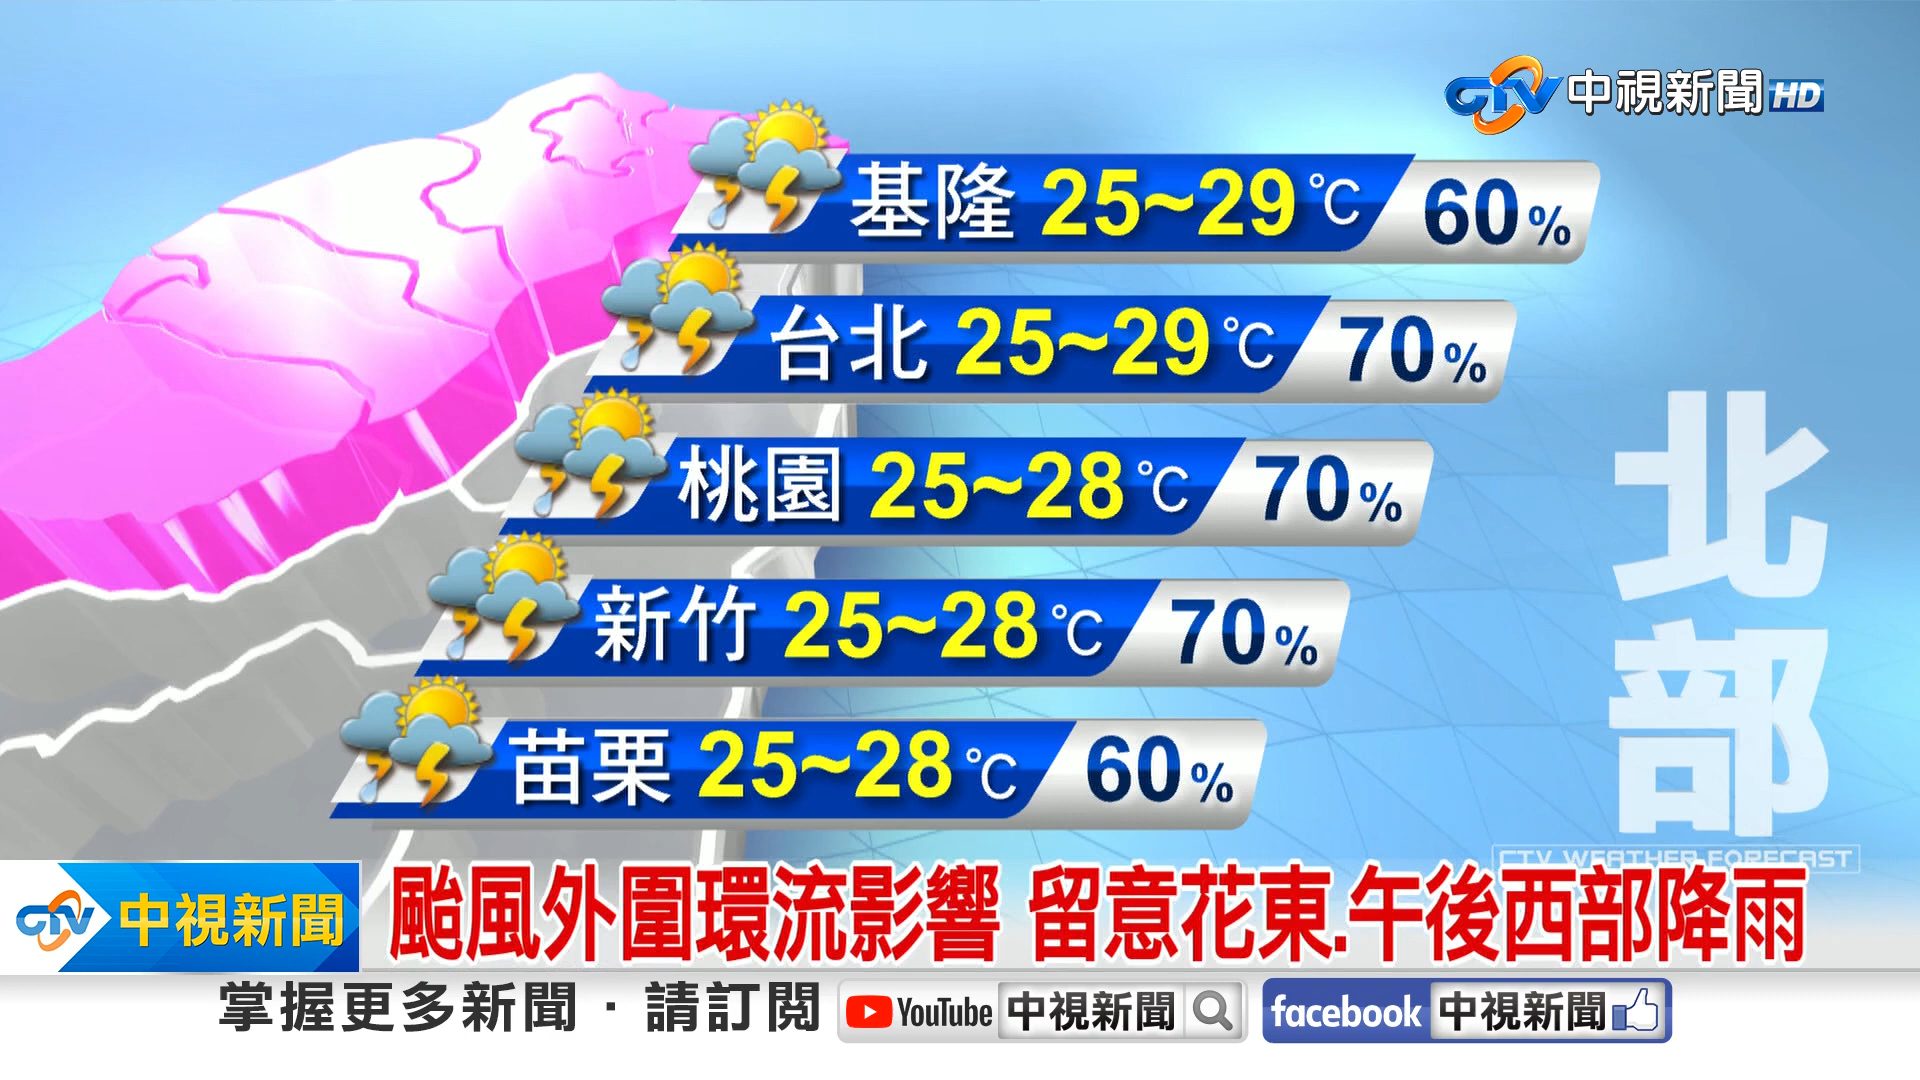 CTV 中視新聞 HD
基隆 25~29 ℃ 60%
台北 25~29 ℃ 70%
桃園 25~28 ℃ 70%
新竹 25~28 ℃ 70%
苗栗 25~28 ℃ 60%
北部
CTV WEATHER FORECAST
CTV 中視新聞
颱風外圍環流影響 留意花東.午後西部降雨
掌握更多新聞‧請訂閱 YouTube 中視新聞 facebook 中視新聞